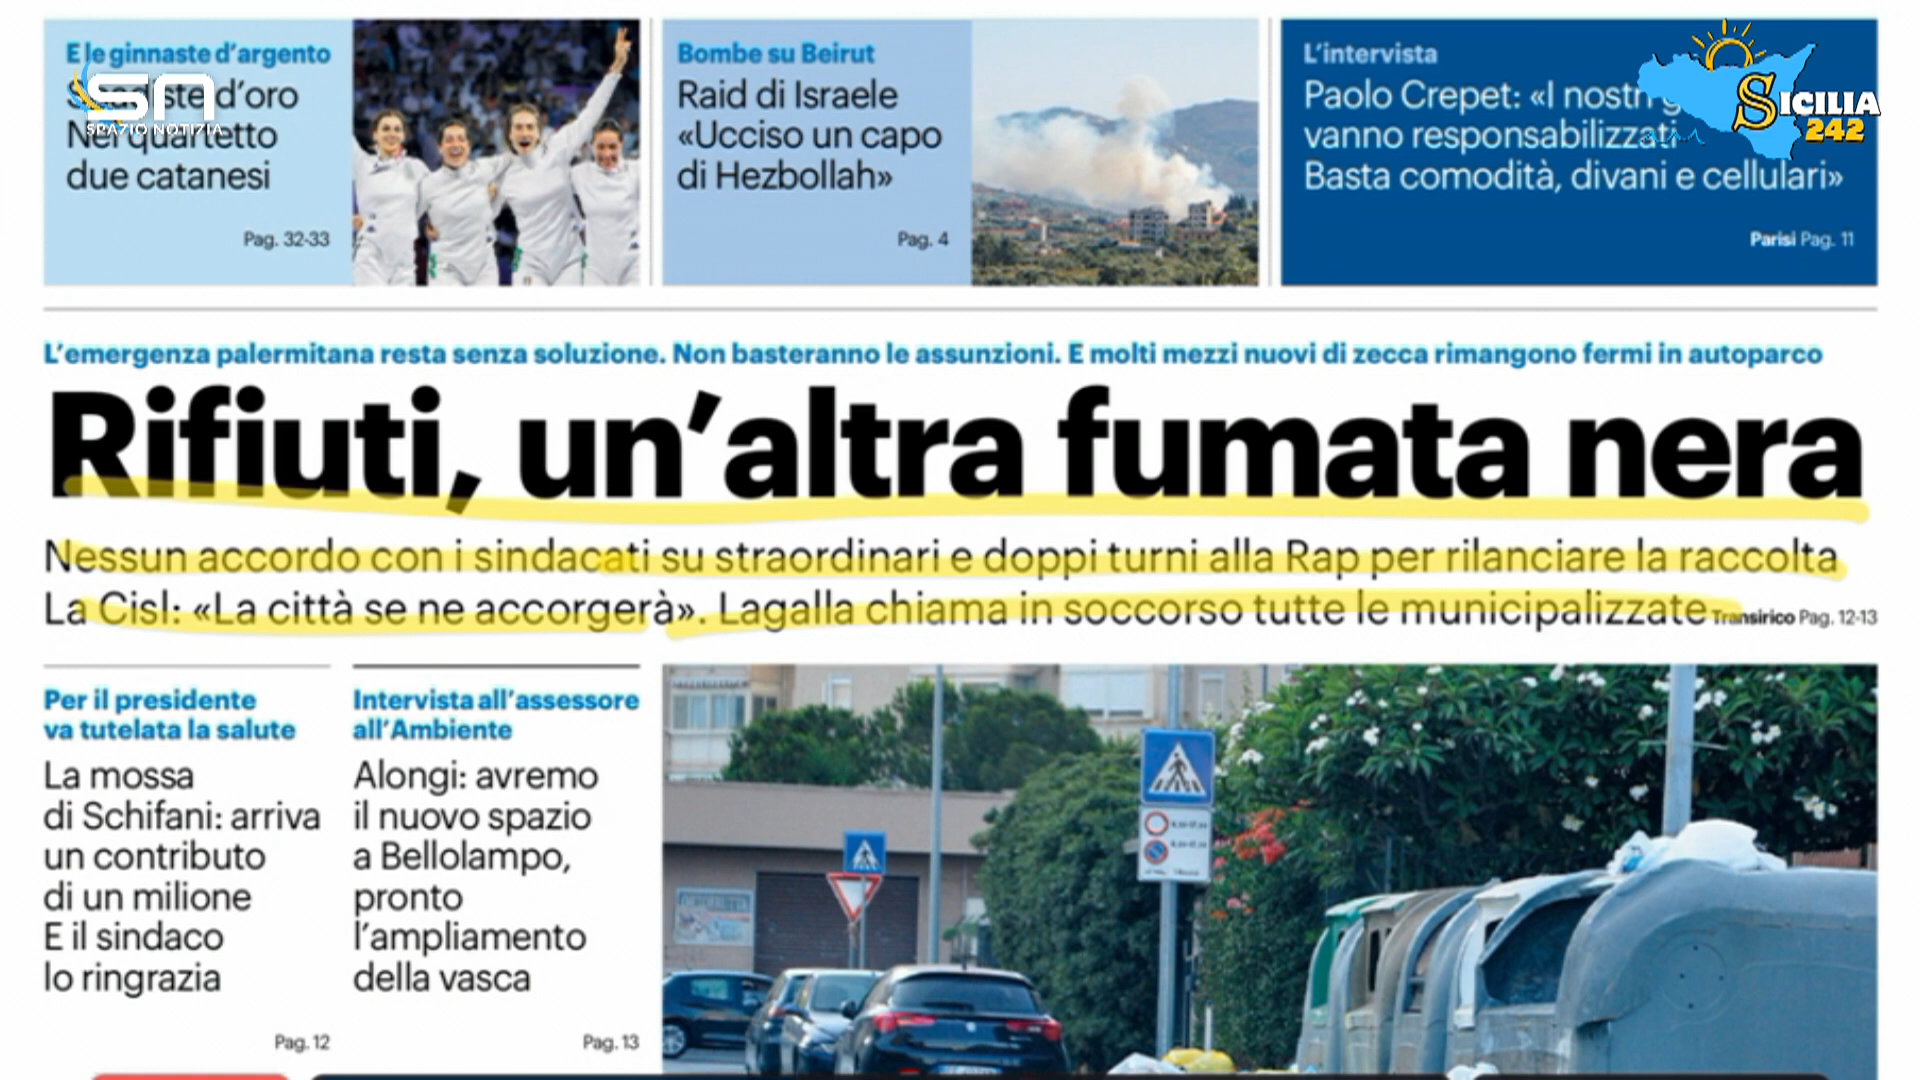 E le ginnaste d'argento
d'oro
Nel quartetto
due catanesi
Pag. 32-33
SN
SPAZIO NOTIZIA
Bombe su Beirut
Raid di Israele
«Ucciso un capo
di Hezbollah»
Pag. 4
L'intervista
Paolo Crepet: «I nostri
vanno responsabilizzati
Basta comodità, divani e cellulari»
Parisi Pag. 11
SICILIA
242
L'emergenza palermitana resta senza soluzione. Non basteranno le assunzioni. E molti mezzi nuovi di zecca rimangono fermi in autoparco
Rifiuti, un'altra fumata nera
Nessun accordo con i sindacati su straordinari e doppi turni alla Rap per rilanciare la raccolta
La Cisl: «La città se ne accorgerà». Lagalla chiama in soccorso tutte le municipalizzate Transirico Pag. 12-13
Per il presidente
va tutelata la salute
La mossa
di Schifani: arriva
un contributo
di un milione
E il sindaco
lo ringrazia
Pag. 12
Intervista all'assessore
all'Ambiente
Alongi: avremo
il nuovo spazio
a Bellolampo,
pronto
l'ampliamento
della vasca
Pag. 13